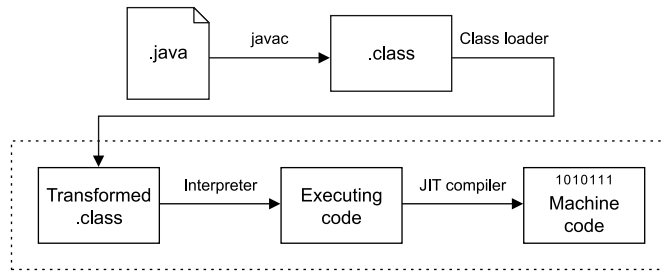 .java
javac
.class
Class loader
Transformed
.class
Interpreter
Executing
code
JIT compiler
1010111
Machine
code